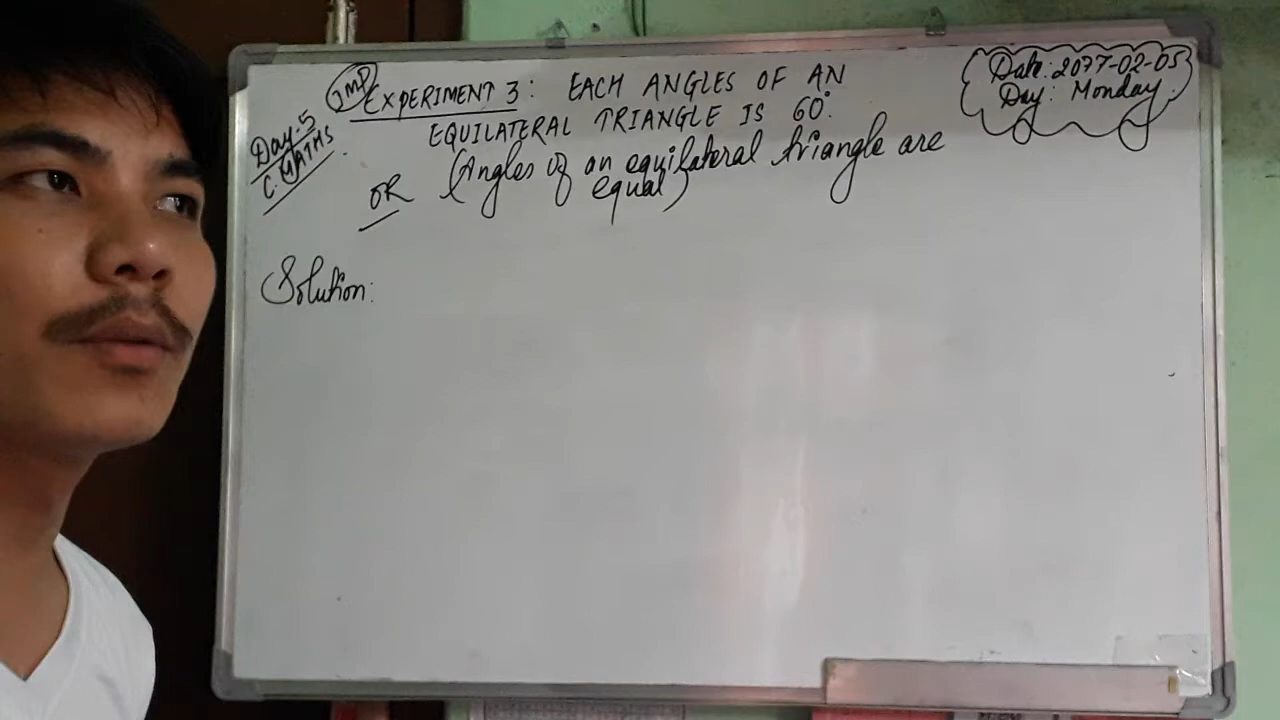 Day-5
C. MATHS
Imp
EXPERIMENT 3: EACH ANGLES OF AN
EQUILATERAL TRIANGLE IS 60°.
OR (Angles of an equilateral triangle are
equal)
Date: 2077-02-05
Day: Monday.
Solution: